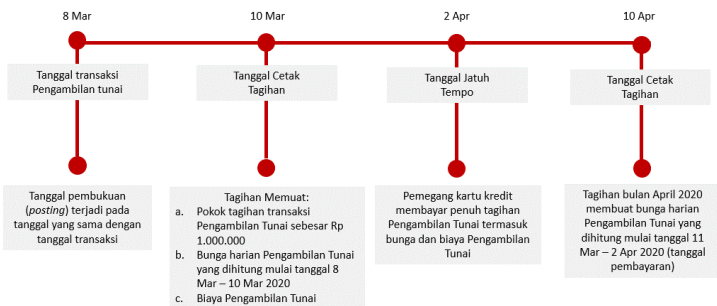 8 Mar
10 Mar
2 Apr
10 Apr
Tanggal transaksi
Pengambilan tunai
Tanggal Cetak
Tagihan
Tanggal Jatuh
Tempo
Tanggal Cetak
Tagihan
Tanggal pembukuan
(posting) terjadi pada
tanggal yang sama dengan
tanggal transaksi
Tagihan Memuat:
a. Pokok tagihan transaksi
Pengambilan Tunai sebesar Rp
1.000.000
b. Bunga harian Pengambilan Tunai
yang dihitung mulai tanggal 8
Mar – 10 Mar 2020
c. Biaya Pengambilan Tunai
Pemegang kartu kredit
membayar penuh tagihan
Pengambilan Tunai termasuk
bunga dan biaya Pengambilan
Tunai
Tagihan bulan April 2020
membuat bunga harian
Pengambilan Tunai yang
dihitung mulai tanggal 11
Mar – 2 Apr 2020 (tanggal
pembayaran)